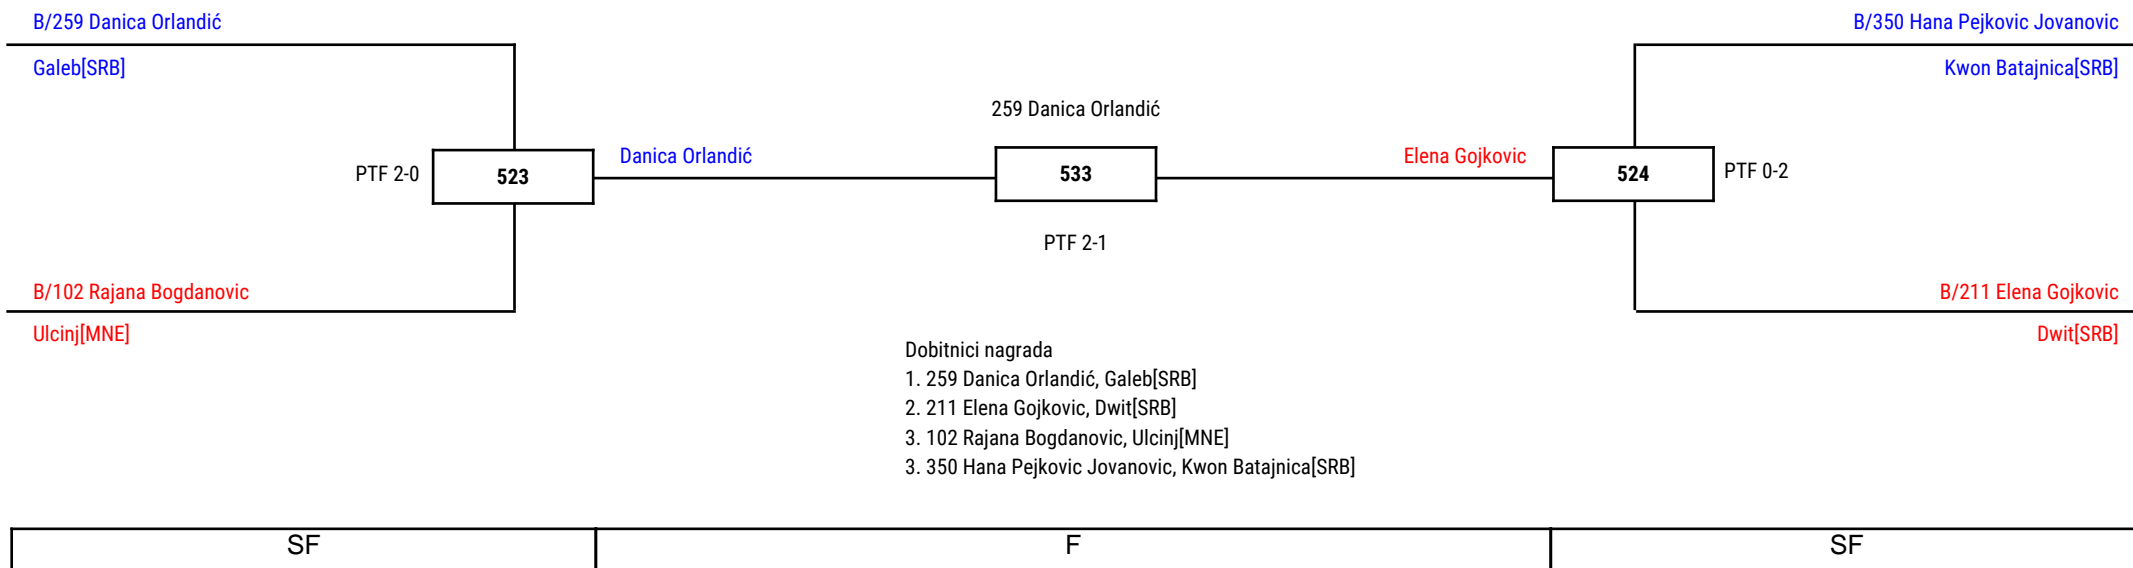 B/259 Danica Orlandić
Galeb[SRB]
B/350 Hana Pejkovic Jovanovic
Kwon Batajnica[SRB]
259 Danica Orlandić
PTF 2-0
523
Danica Orlandić
533
Elena Gojkovic
524
PTF 0-2
PTF 2-1
B/102 Rajana Bogdanovic
Ulcinj[MNE]
B/211 Elena Gojkovic
Dwit[SRB]
Dobitnici nagrada
1. 259 Danica Orlandić, Galeb[SRB]
2. 211 Elena Gojkovic, Dwit[SRB]
3. 102 Rajana Bogdanovic, Ulcinj[MNE]
3. 350 Hana Pejkovic Jovanovic, Kwon Batajnica[SRB]
SF
F
SF